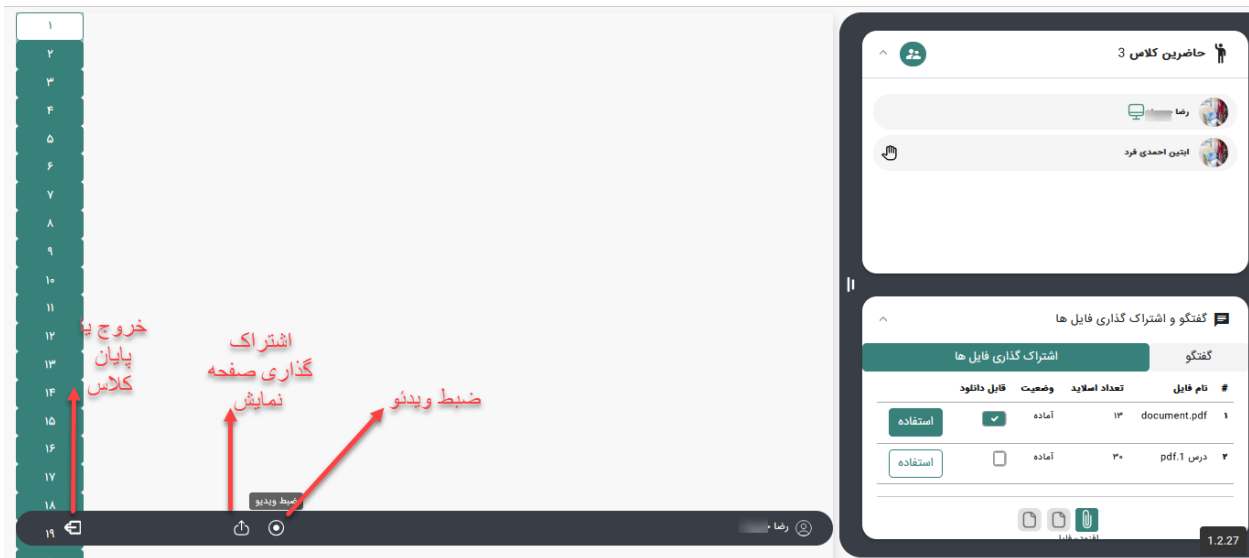 حاضرین کلاس 3
رضا
ابتین احمدی فرد
گفتگو و اشتراک گذاری فایل ها
گفتگو
اشتراک گذاری فایل ها
# نام فایل تعداد اسلاید وضعیت قابل دانلود
۱ document.pdf ۱۳ آماده استفاده
۲ درس 1.pdf ۳۰ آماده استفاده
افزودن فایل
1.2.27
۱
۲
۳
۴
۵
۶
۷
۸
۹
۱۰
۱۱
۱۲
۱۳
۱۴
۱۵
۱۶
۱۷
۱۸
۱۹
ضبط ویدئو
اشتراک
گذاری صفحه
نمایش
خروج یا
پایان
کلاس
ضبط ویدیو
رضا